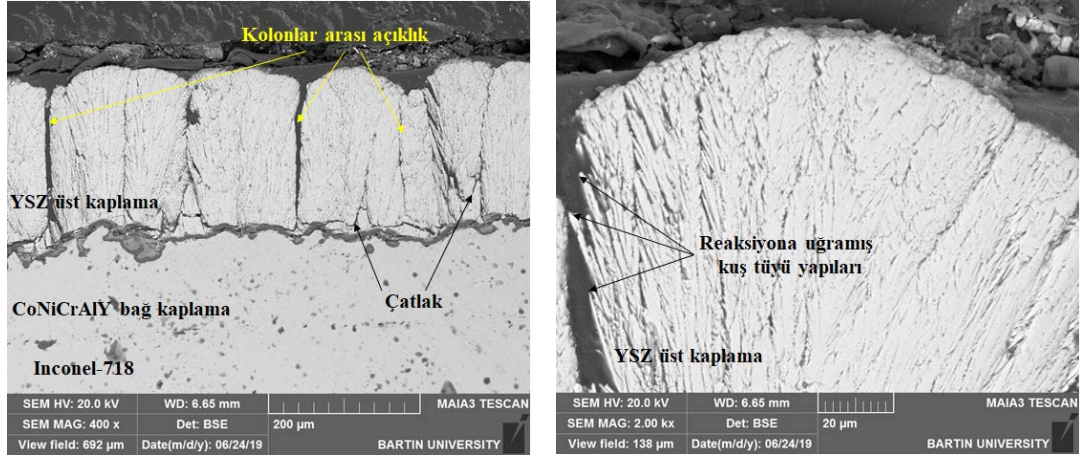 Kolonlar arası açıklık
YSZ üst kaplama
Çatlak
CoNiCrAlY bağ kaplama
Inconel-718
SEM HV: 20.0 kV WD: 6.65 mm MAIA3 TESCAN
SEM MAG: 400 x Det: BSE 200 µm
View field: 692 µm Date(m/d/y): 06/24/19 BARTIN UNIVERSITY
Reaksiyona uğramış
kuş tüyü yapıları
YSZ üst kaplama
SEM HV: 20.0 kV WD: 6.65 mm MAIA3 TESCAN
SEM MAG: 2.00 kx Det: BSE 20 µm
View field: 138 µm Date(m/d/y): 06/24/19 BARTIN UNIVERSITY